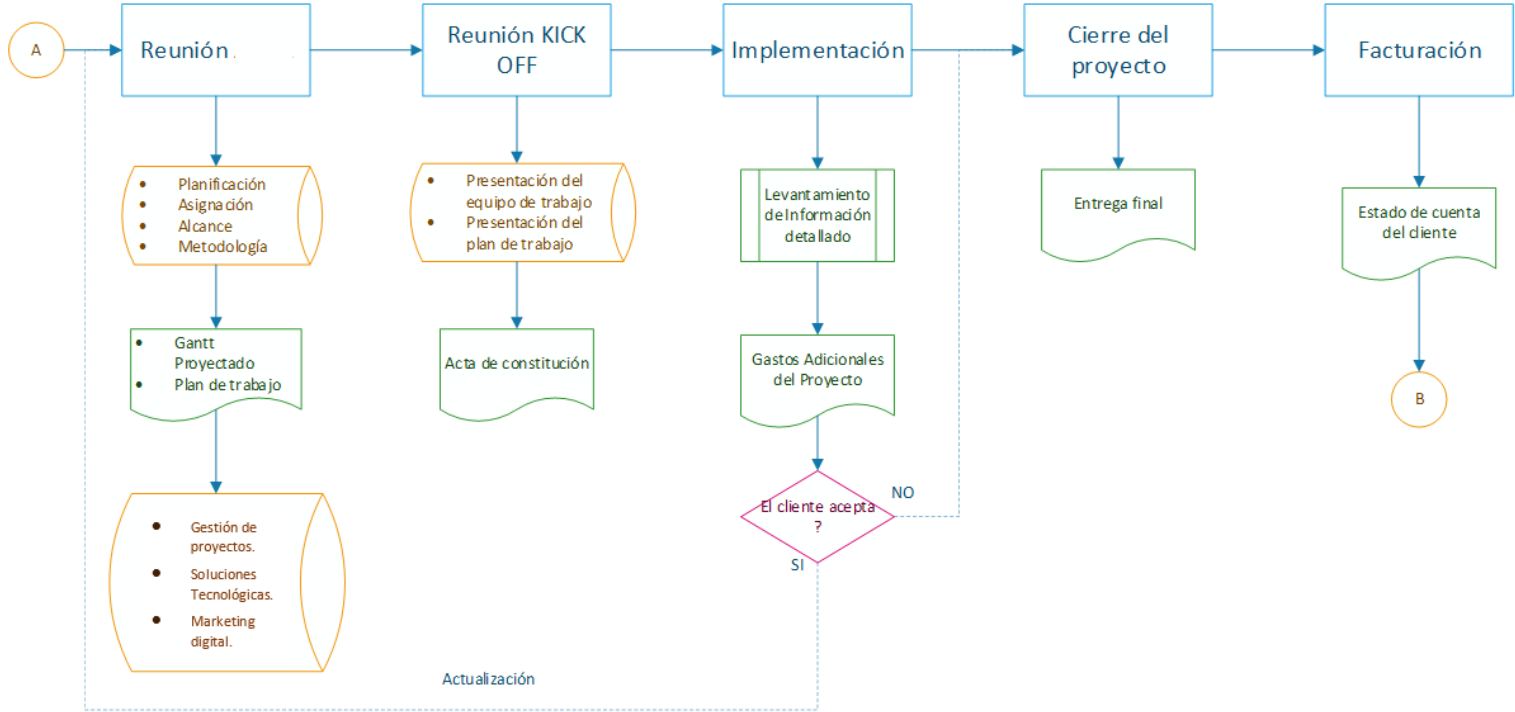 A
Reunión
Reunión KICK
OFF
Implementación
Cierre del
proyecto
Facturación
• Planificación
• Asignación
• Alcance
• Metodología
• Presentación del
equipo de trabajo
• Presentación del
plan de trabajo
Levantamiento
de Información
detallado
Entrega final
Estado de cuenta
del cliente
• Gantt
Proyectado
• Plan de trabajo
Acta de constitución
Gastos Adicionales
del Proyecto
B
El cliente acepta
?
NO
SI
• Gestión de
proyectos.
• Soluciones
Tecnológicas.
• Marketing
digital.
Actualización